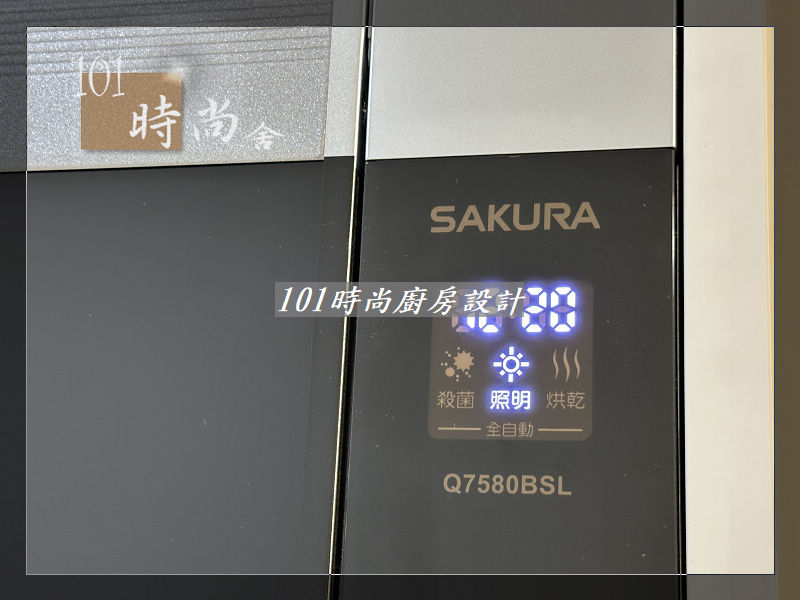 101
時尚舍
SAKURA
101時尚廚房設計
20
殺菌 照明 烘乾
全自動
Q7580BSL